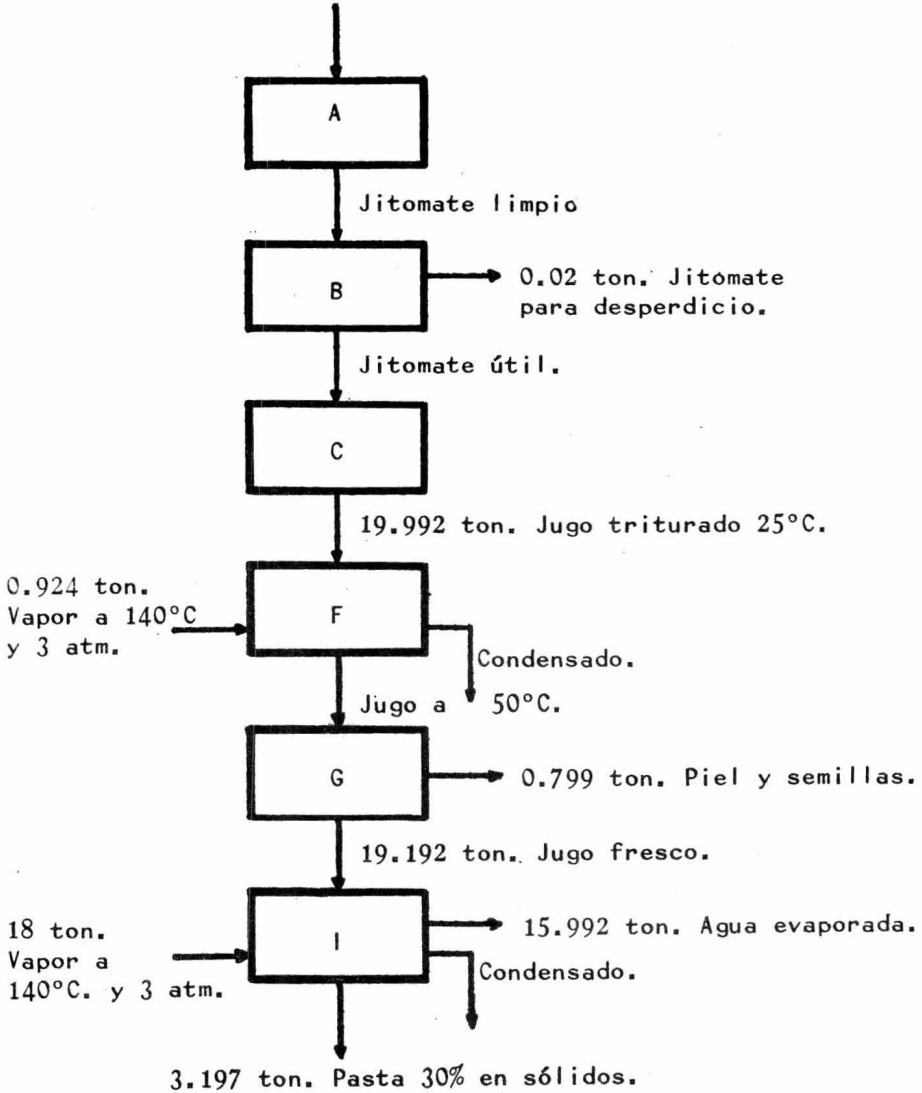 A
Jitomate limpio
B
0.02 ton. Jitómate
para desperdicio.
Jitomate útil.
C
19.992 ton. Jugo triturado 25°C.
0.924 ton.
Vapor a 140°C
y 3 atm.
F
Condensado.
Jugo a 50°C.
G
0.799 ton. Piel y semillas.
19.192 ton. Jugo fresco.
18 ton.
Vapor a
140°C. y 3 atm.
I
15.992 ton. Agua evaporada.
Condensado.
3.197 ton. Pasta 30% en sólidos.